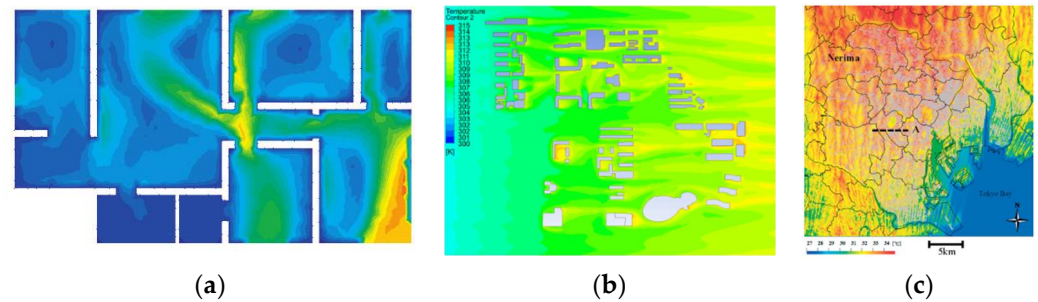 Temperature
Contour 2
315
314
313
312
311
310
309
308
307
306
305
304
303
302
301
300
[K]
Nerima
A
Tokyo Bay
N
27 28 29 30 31 32 33 34 [℃]
5km
(a) (b) (c)